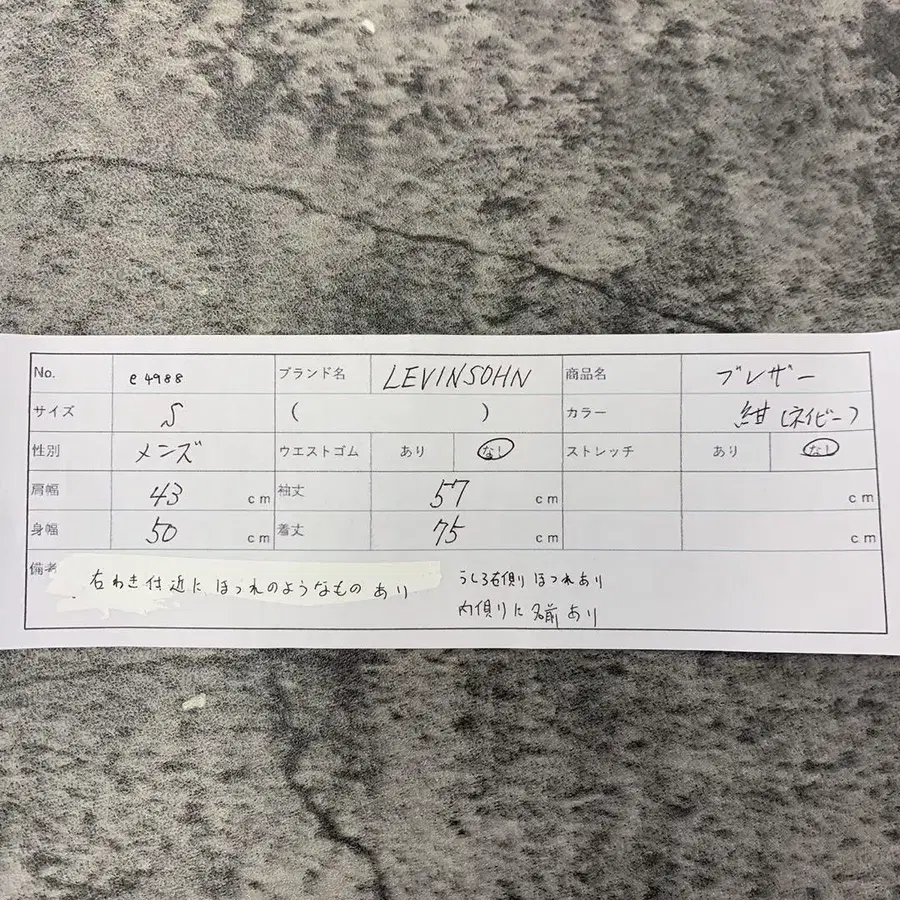 No. e4988 ブランド名 LEVINSOHN 商品名 ブレザー
サイズ S ( ) カラー 紺(ネイビー)
性別 メンズ ウエストゴム あり なし ストレッチ あり なし
肩幅 43 cm 袖丈 57 cm cm
身幅 50 cm 着丈 75 cm cm
備考 右わき付近に ほつれのようなもの あり
うしろ右側り ほつれあり
内側りに 名前 あり